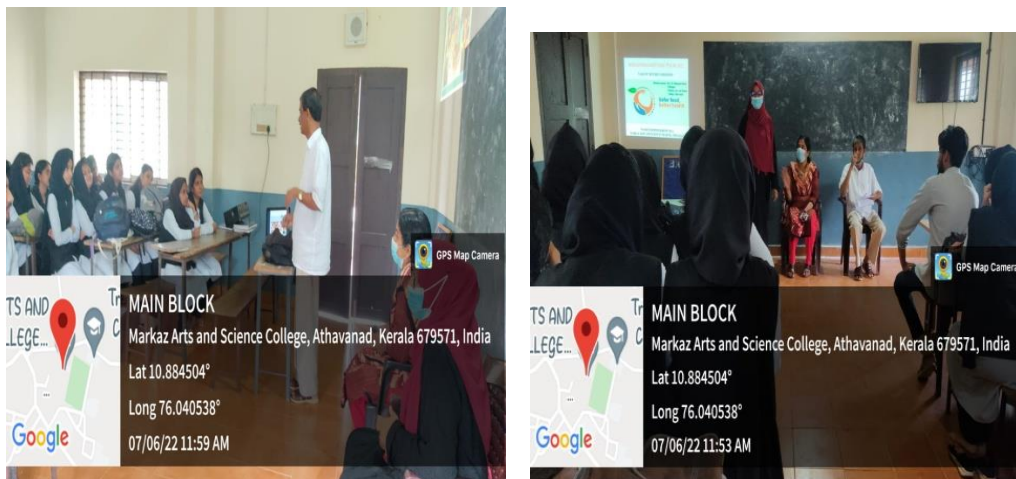 GPS Map Camera
TS AND
LEGE...
MAIN BLOCK
Markaz Arts and Science College, Athavanad, Kerala 679571, India
Lat 10.884504°
Long 76.040538°
07/06/22 11:59 AM
Google
GPS Map Camera
TS AND
LEGE...
MAIN BLOCK
Markaz Arts and Science College, Athavanad, Kerala 679571, India
Lat 10.884504°
Long 76.040538°
07/06/22 11:53 AM
Google